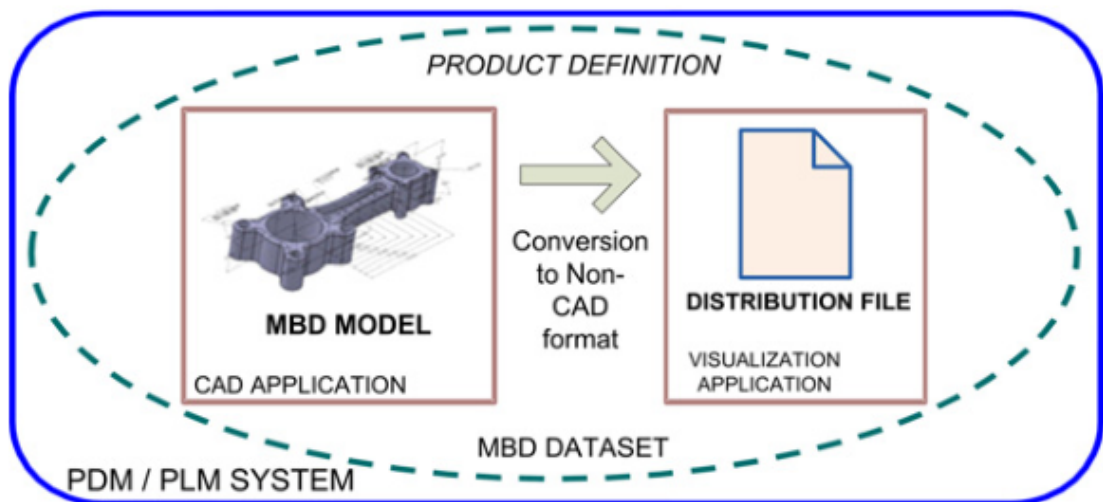 PRODUCT DEFINITION
MBD MODEL
CAD APPLICATION
Conversion
to Non-
CAD
format
DISTRIBUTION FILE
VISUALIZATION
APPLICATION
MBD DATASET
PDM / PLM SYSTEM